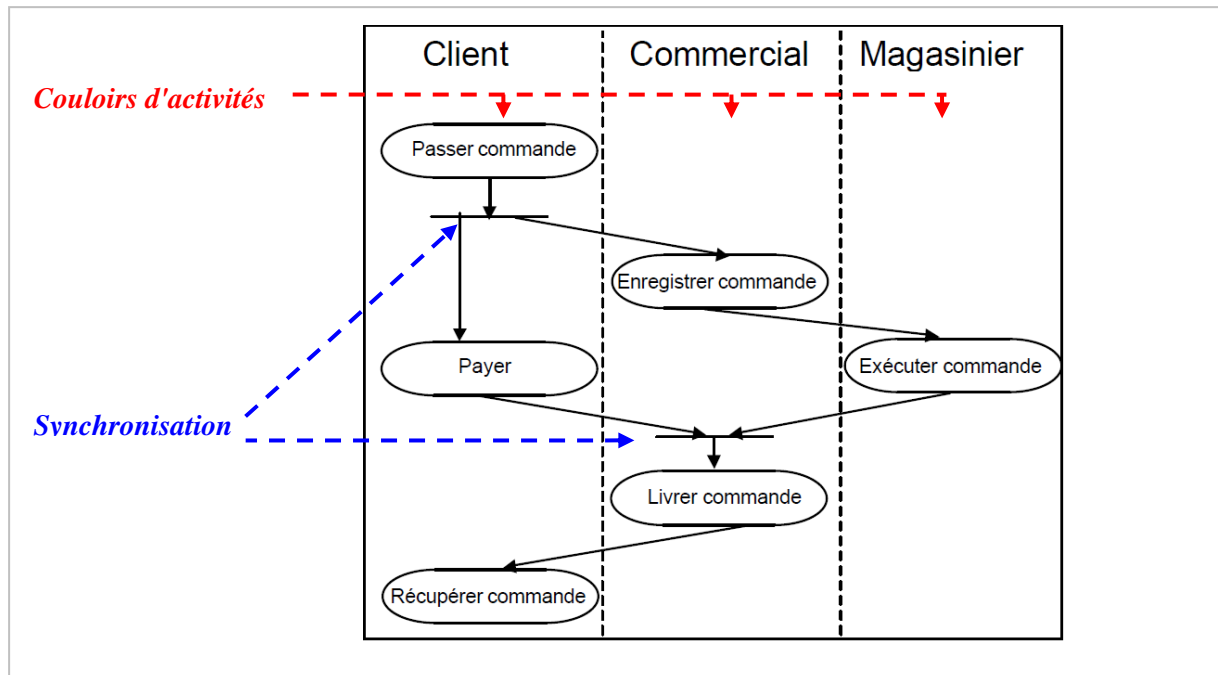 Client
Commercial
Magasinier
Couloirs d'activités
Passer commande
Enregistrer commande
Payer
Exécuter commande
Synchronisation
Livrer commande
Récupérer commande